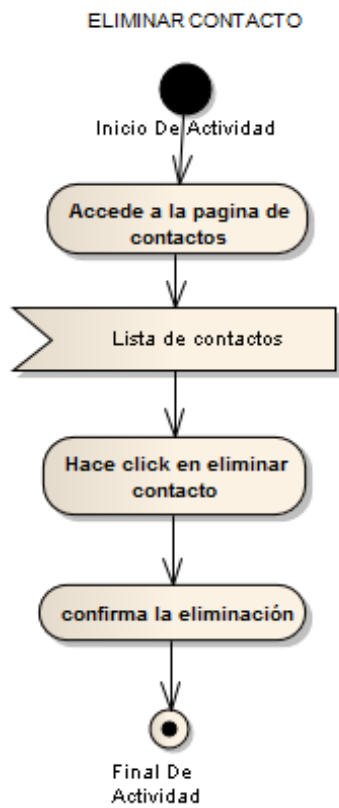 ELIMINAR CONTACTO
Inicio De Actividad
Accede a la pagina de
contactos
Lista de contactos
Hace click en eliminar
contacto
confirma la eliminación
Final De
Actividad